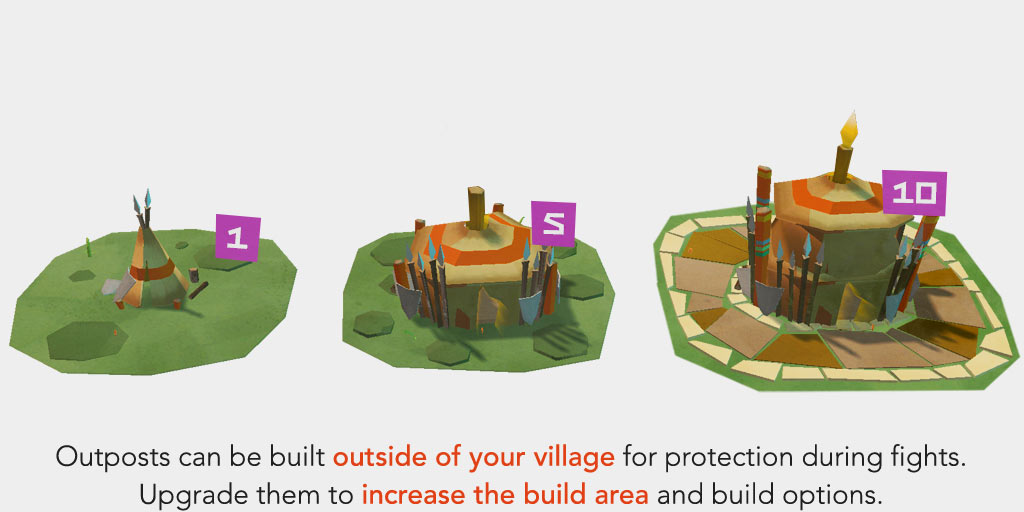 1
5
10
Outposts can be built outside of your village for protection during fights.
Upgrade them to increase the build area and build options.